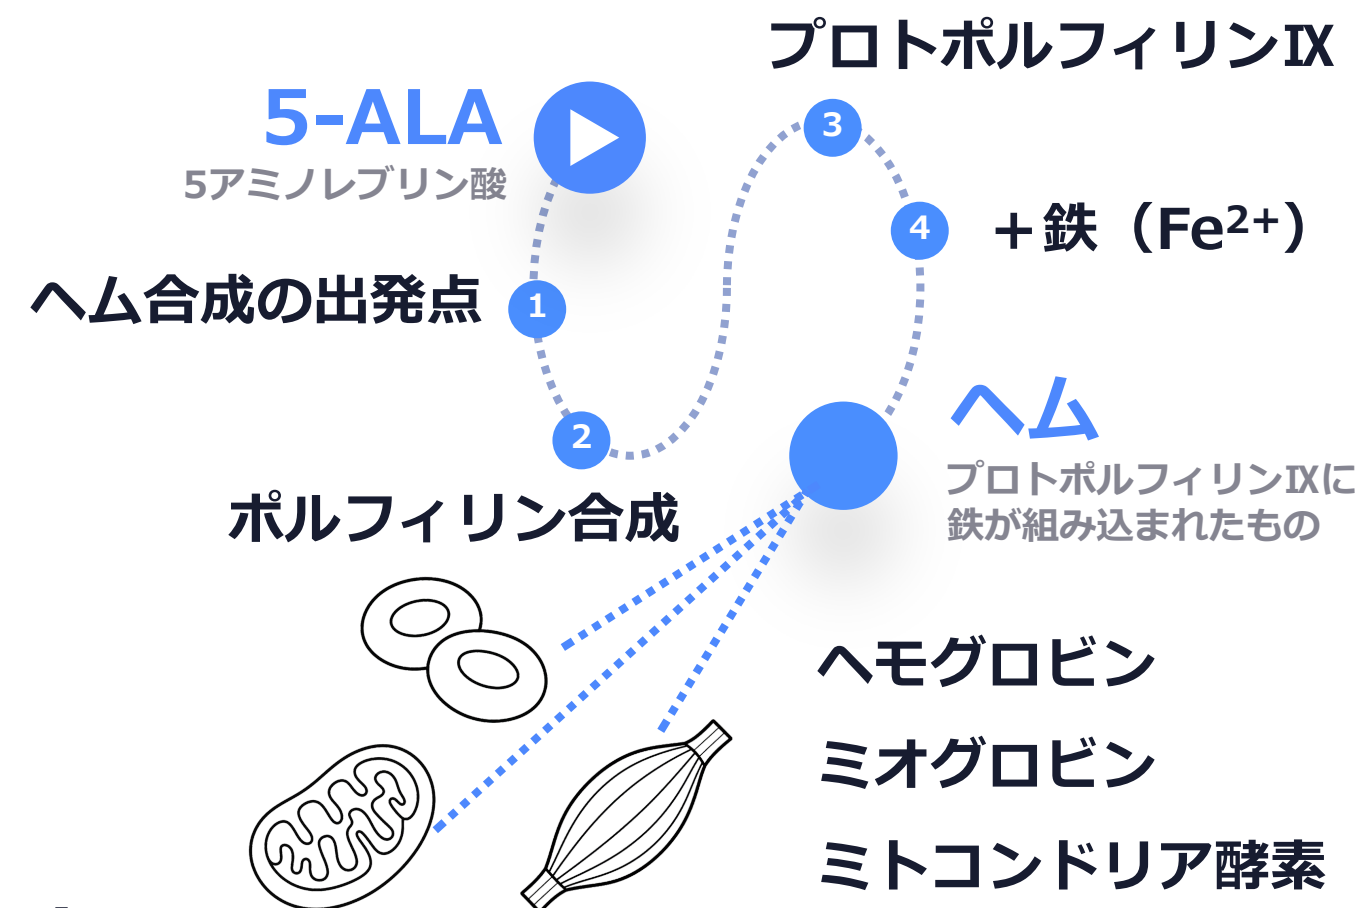 プロトポルフィリンⅨ
5-ALA
5アミノレブリン酸
3
4
＋鉄（Fe²⁺）
ヘム合成の出発点
1
2
ヘム
プロトポルフィリンⅨに
鉄が組み込まれたもの
ポルフィリン合成
ヘモグロビン
ミオグロビン
ミトコンドリア酵素